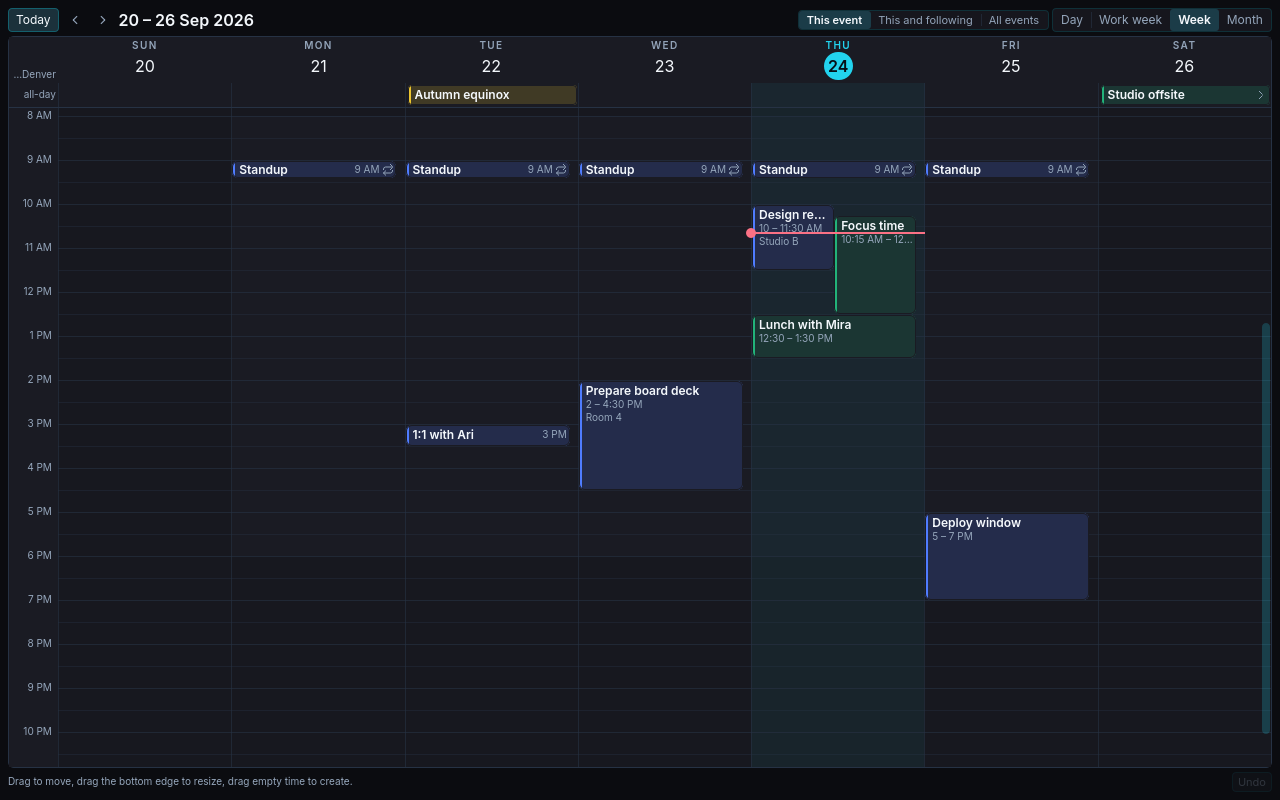 Today
20 – 26 Sep 2026
This event
This and following
All events
Day
Work week
Week
Month
...Denver
SUN
20
MON
21
TUE
22
WED
23
THU
24
FRI
25
SAT
26
all-day
Autumn equinox
Studio offsite
8 AM
9 AM
Standup 9 AM
Standup 9 AM
Standup 9 AM
Standup 9 AM
Standup 9 AM
10 AM
Design re...
10 – 11:30 AM
Studio B
Focus time
10:15 AM – 12...
11 AM
12 PM
Lunch with Mira
12:30 – 1:30 PM
1 PM
2 PM
Prepare board deck
2 – 4:30 PM
Room 4
3 PM
1:1 with Ari 3 PM
4 PM
5 PM
Deploy window
5 – 7 PM
6 PM
7 PM
8 PM
9 PM
10 PM
Drag to move, drag the bottom edge to resize, drag empty time to create.
Undo